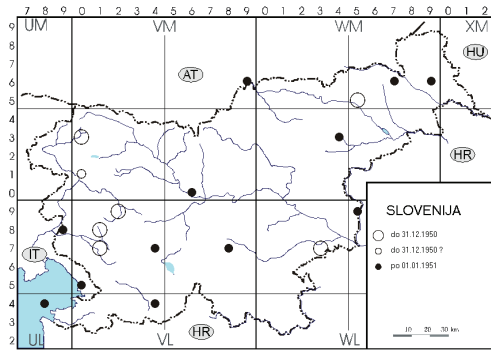 7 8 9 0 1 2 3 4 5 6 7 8 9 0 1 2 3 4 5 6 7 8 9 0 1 2
UM VM WM XM
9
8
7
6
5
4
3
2
1
0
9
8
7
6
5
4
3
2
AT
HU
HR
IT
HR
UL VL WL
SLOVENIJA
do 31.12.1950
do 31.12.1950 ?
po 01.01.1951
10 20 30 km